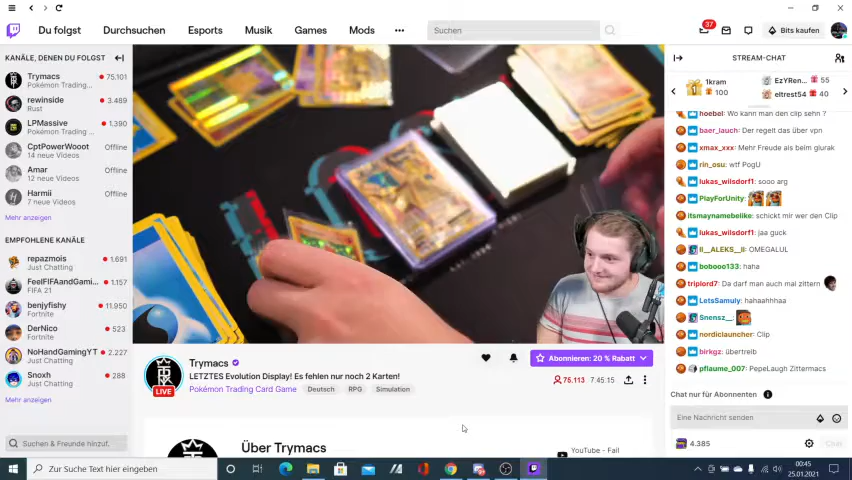 Du folgst
Durchsuchen
Esports
Musik
Games
Mods
Suchen
37
Bits kaufen
KANÄLE, DENEN DU FOLGST
Trymacs
75.101
Pokémon Trading...
rewinside
3.489
Rust
LPMassive
1.390
Pokémon Trading ...
CptPowWooot
Offline
14 neue Videos
Amar
Offline
12 neue Videos
Harmii
Offline
7 neue Videos
Mehr anzeigen
EMPFOHLENE KANÄLE
repazmois
1.691
Just Chatting
FeelFIFAandGami...
1.157
FIFA 21
benjyfishy
11.950
Fortnite
DerNico
523
Fortnite
NoHandGamingYT
2.227
Just Chatting
Snoxh
288
Just Chatting
Mehr anzeigen
Suchen & Freunde hinzuf.
LIVE
Trymacs
LETZTES Evolution Display! Es fehlen nur noch 2 Karten!
Pokémon Trading Card Game
Deutsch
RPG
Simulation
Abonnieren: 20 % Rabatt
75.113
7:45:15
Über Trymacs
YouTube - Fail
STREAM-CHAT
1
1kram
100
EzYRen...
55
eltrest54
40
hoebel: Wo kann man den clip sehn ?
baer_lauch: Der regelt das über vpn
xmax_xxx: Mehr Freude als beim glurak
rin_osu: wtf PogU
lukas_wilsdorf1: sooo arg
PlayForUnity:
itsmaynamebelike: schickt mir wer den Clip
lukas_wilsdorf1: jaa guck
ll__ALEKS__ll: OMEGALUL
bobooo133: haha
triplord7: Da darf man auch mal zittern
LetsSamuly: hahaahhhaa
Snensz__:
nordiclauncher: Clip
birkgz: übertreib
pflaume_007: PepeLaugh Zittermacs
Chat nur für Abonnenten
Eine Nachricht senden
4.385
Chat
Zur Suche Text hier eingeben
00:45
25.01.2021